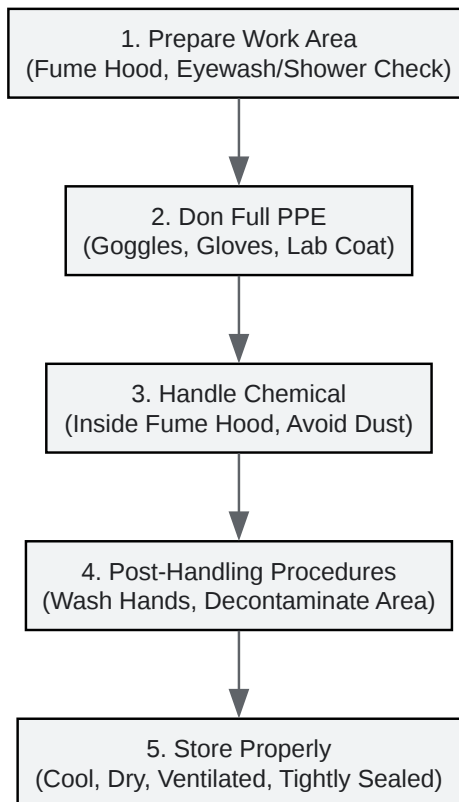 1. Prepare Work Area
(Fume Hood, Eyewash/Shower Check)
2. Don Full PPE
(Goggles, Gloves, Lab Coat)
3. Handle Chemical
(Inside Fume Hood, Avoid Dust)
4. Post-Handling Procedures
(Wash Hands, Decontaminate Area)
5. Store Properly
(Cool, Dry, Ventilated, Tightly Sealed)